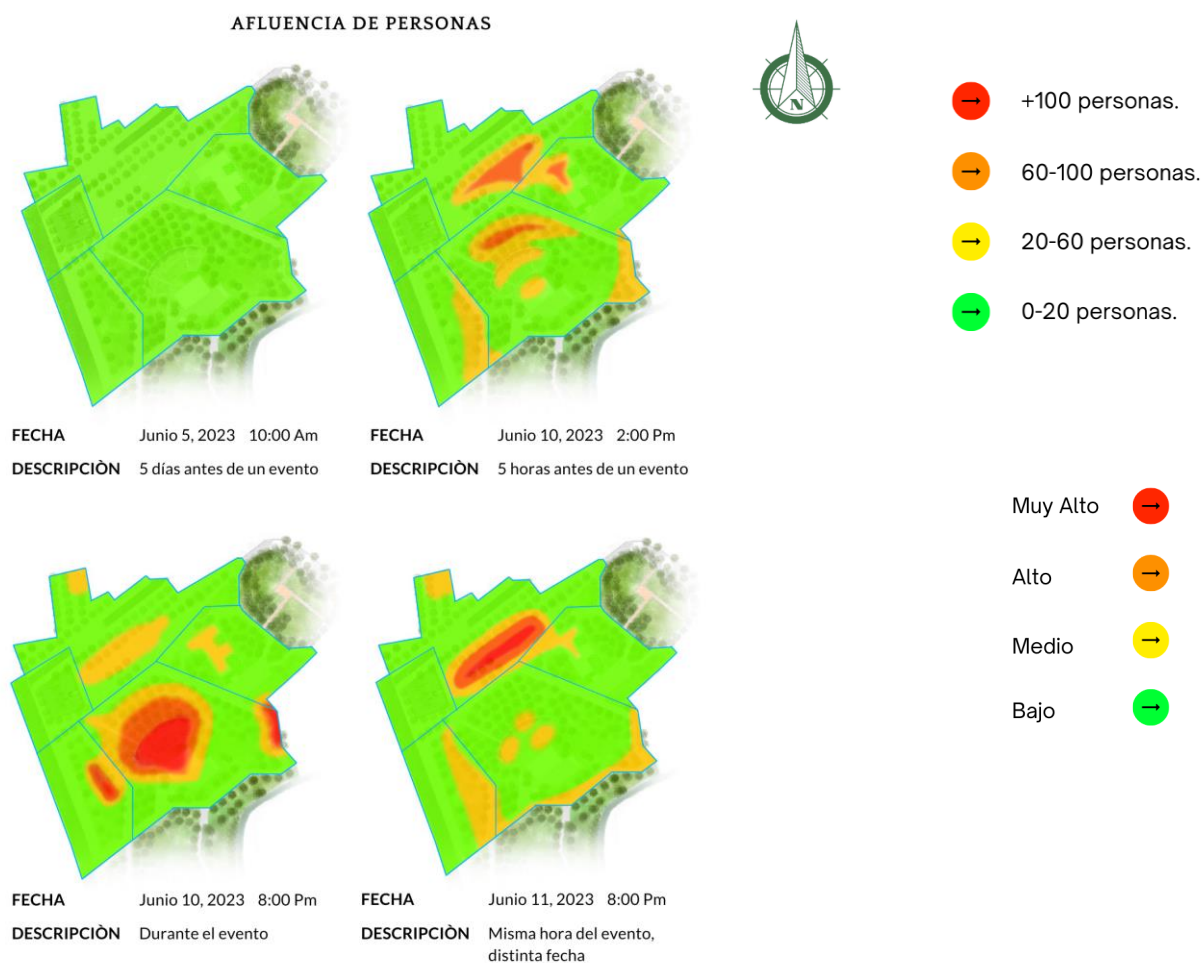 AFLUENCIA DE PERSONAS
N
+100 personas.
60-100 personas.
20-60 personas.
0-20 personas.
FECHA Junio 5, 2023 10:00 Am
DESCRIPCIÒN 5 días antes de un evento
FECHA Junio 10, 2023 2:00 Pm
DESCRIPCIÒN 5 horas antes de un evento
Muy Alto
Alto
Medio
Bajo
FECHA Junio 10, 2023 8:00 Pm
DESCRIPCIÒN Durante el evento
FECHA Junio 11, 2023 8:00 Pm
DESCRIPCIÒN Misma hora del evento,
distinta fecha